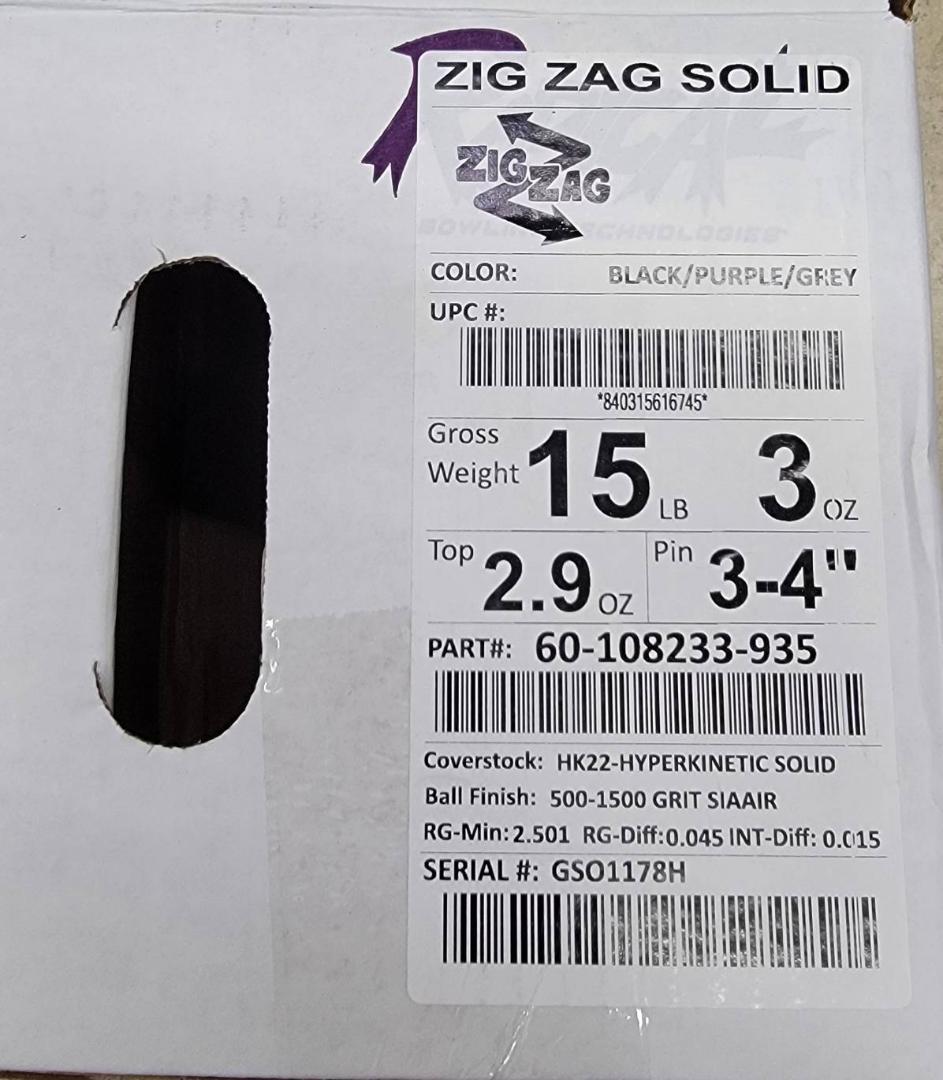 ZIG ZAG SOLID
ZIG ZAG
BOWLING TECHNOLOGIES
COLOR: BLACK/PURPLE/GREY
UPC #:
*840315616745*
Gross Weight 15 LB 3 OZ
Top 2.9 OZ Pin 3-4"
PART#: 60-108233-935
Coverstock: HK22-HYPERKINETIC SOLID
Ball Finish: 500-1500 GRIT SIAAIR
RG-Min: 2.501 RG-Diff: 0.045 INT-Diff: 0.015
SERIAL #: GSO1178H